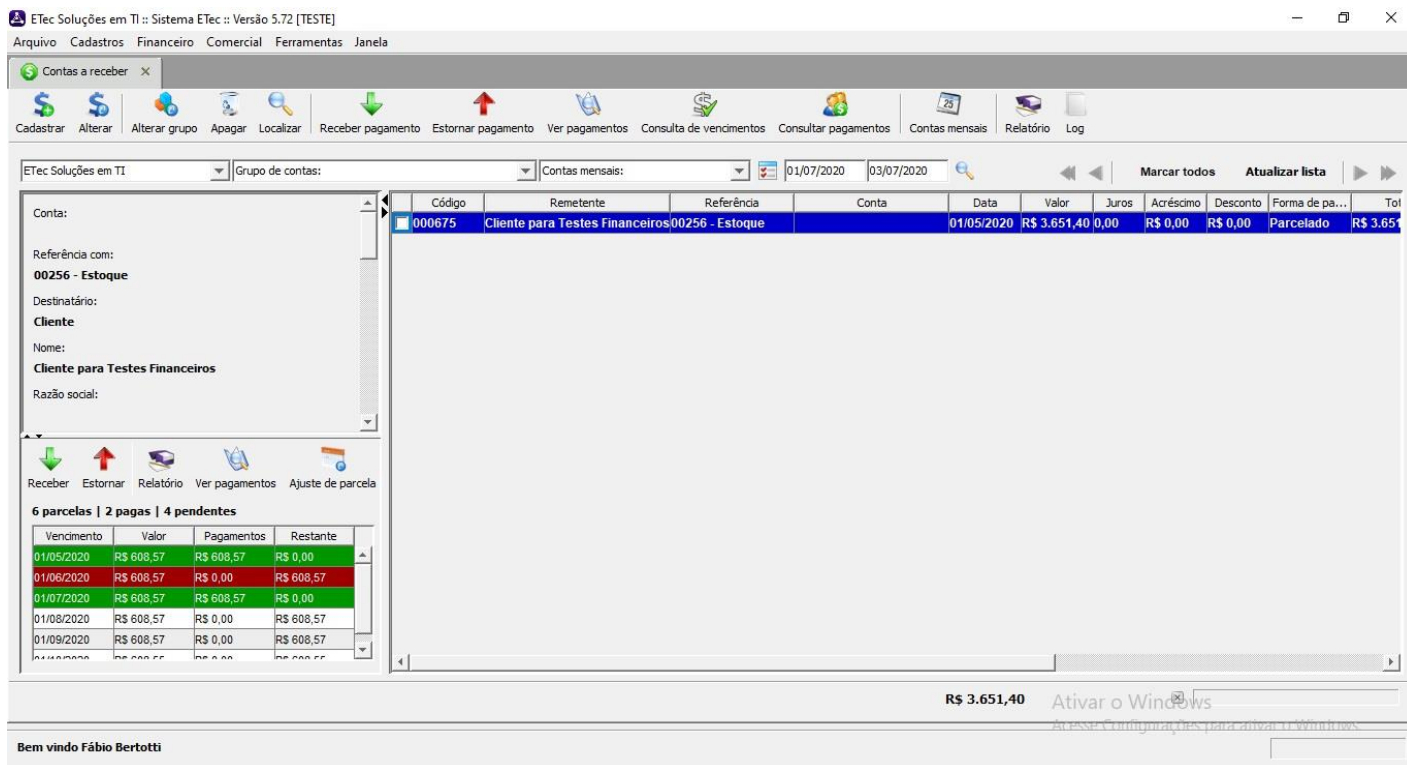 ETec Soluções em TI :: Sistema ETec :: Versão 5.72 [TESTE]
Arquivo Cadastros Financeiro Comercial Ferramentas Janela
Contas a receber
Cadastrar Alterar Alterar grupo Apagar Localizar Receber pagamento Estornar pagamento Ver pagamentos Consulta de vencimentos Consultar pagamentos Contas mensais Relatório Log
ETec Soluções em TI Grupo de contas: Contas mensais: 01/07/2020 03/07/2020 Marcar todos Atualizar lista
Conta:
Referência com:
00256 - Estoque
Destinatário:
Cliente
Nome:
Cliente para Testes Financeiros
Razão social:
Receber Estornar Relatório Ver pagamentos Ajuste de parcela
6 parcelas | 2 pagas | 4 pendentes
Vencimento Valor Pagamentos Restante
01/05/2020 R$ 608,57 R$ 608,57 R$ 0,00
01/06/2020 R$ 608,57 R$ 0,00 R$ 608,57
01/07/2020 R$ 608,57 R$ 608,57 R$ 0,00
01/08/2020 R$ 608,57 R$ 0,00 R$ 608,57
01/09/2020 R$ 608,57 R$ 0,00 R$ 608,57
Código Remetente Referência Conta Data Valor Juros Acréscimo Desconto Forma de pa... Tot
000675 Cliente para Testes Financeiros 00256 - Estoque 01/05/2020 R$ 3.651,40 0,00 R$ 0,00 R$ 0,00 Parcelado R$ 3.651
R$ 3.651,40
Ativar o Windows
Acesse Configurações para ativar o Windows.
Bem vindo Fábio Bertotti